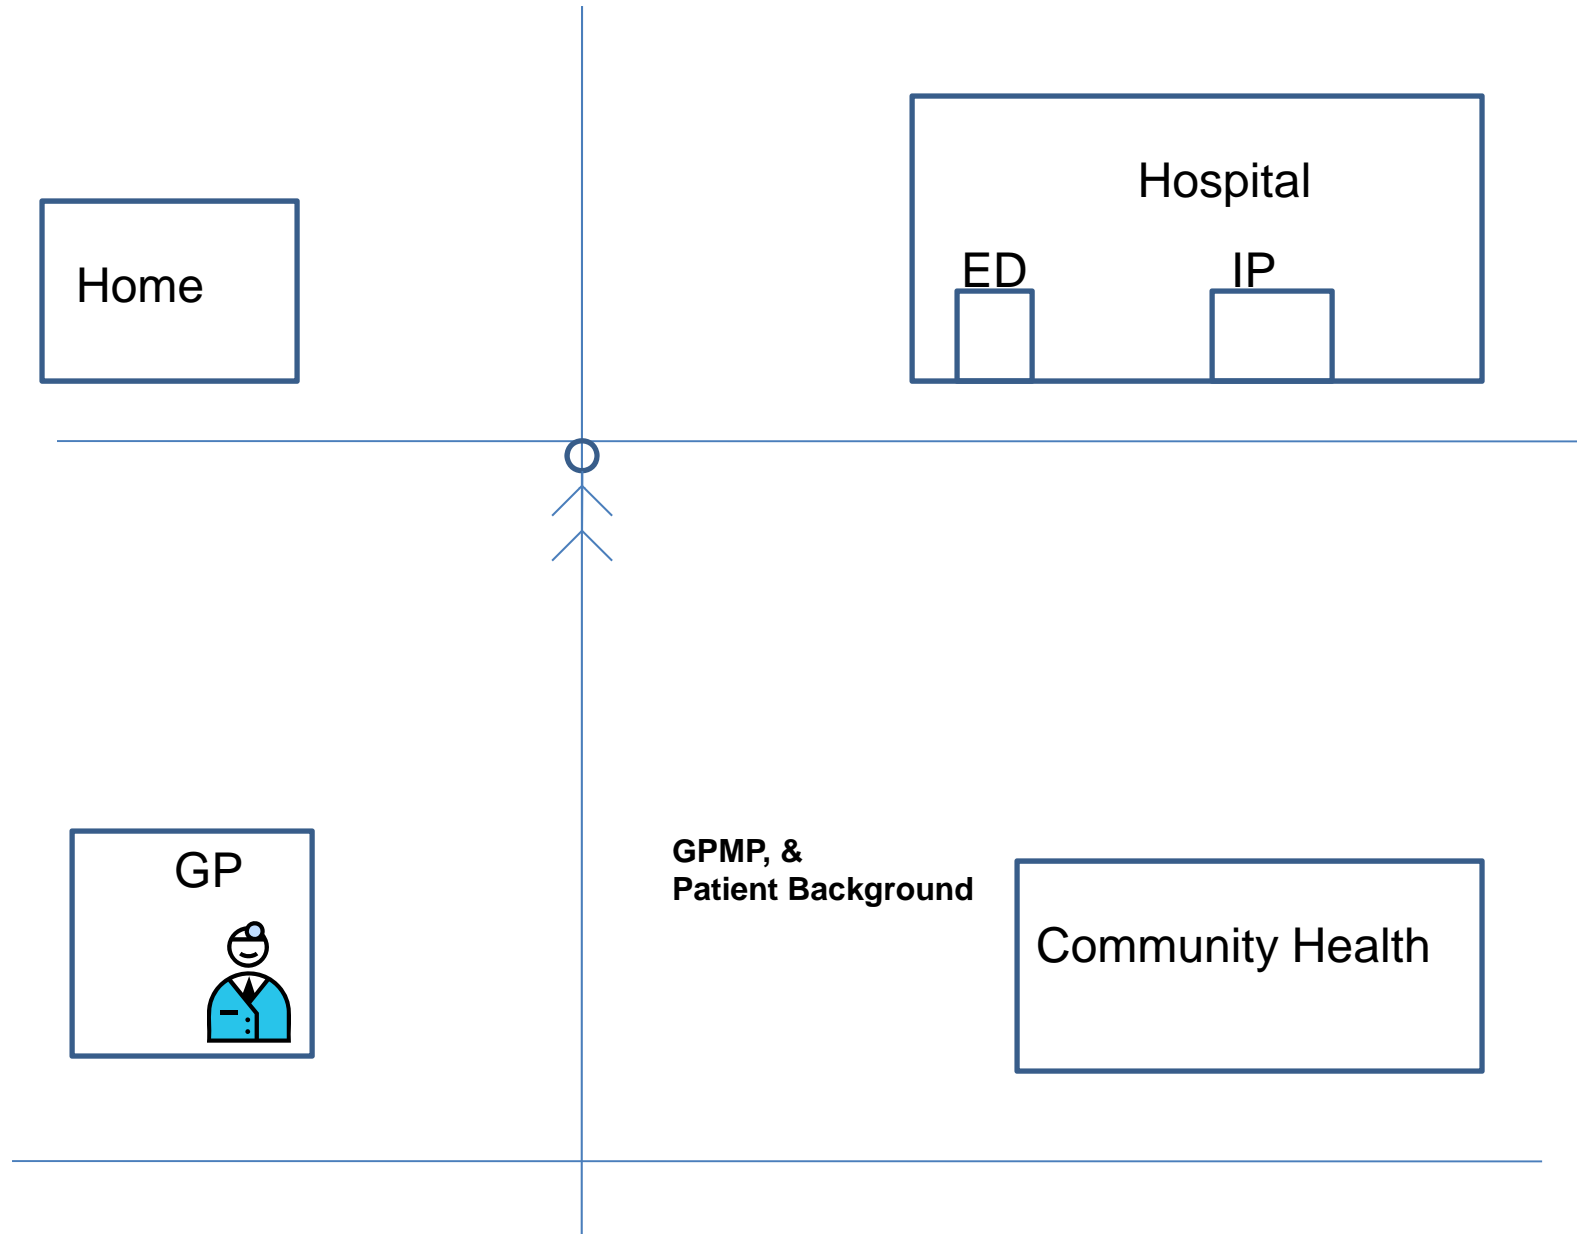 Hospital
Home
ED
IP
GPMP, &
Patient Background
GP
Community Health